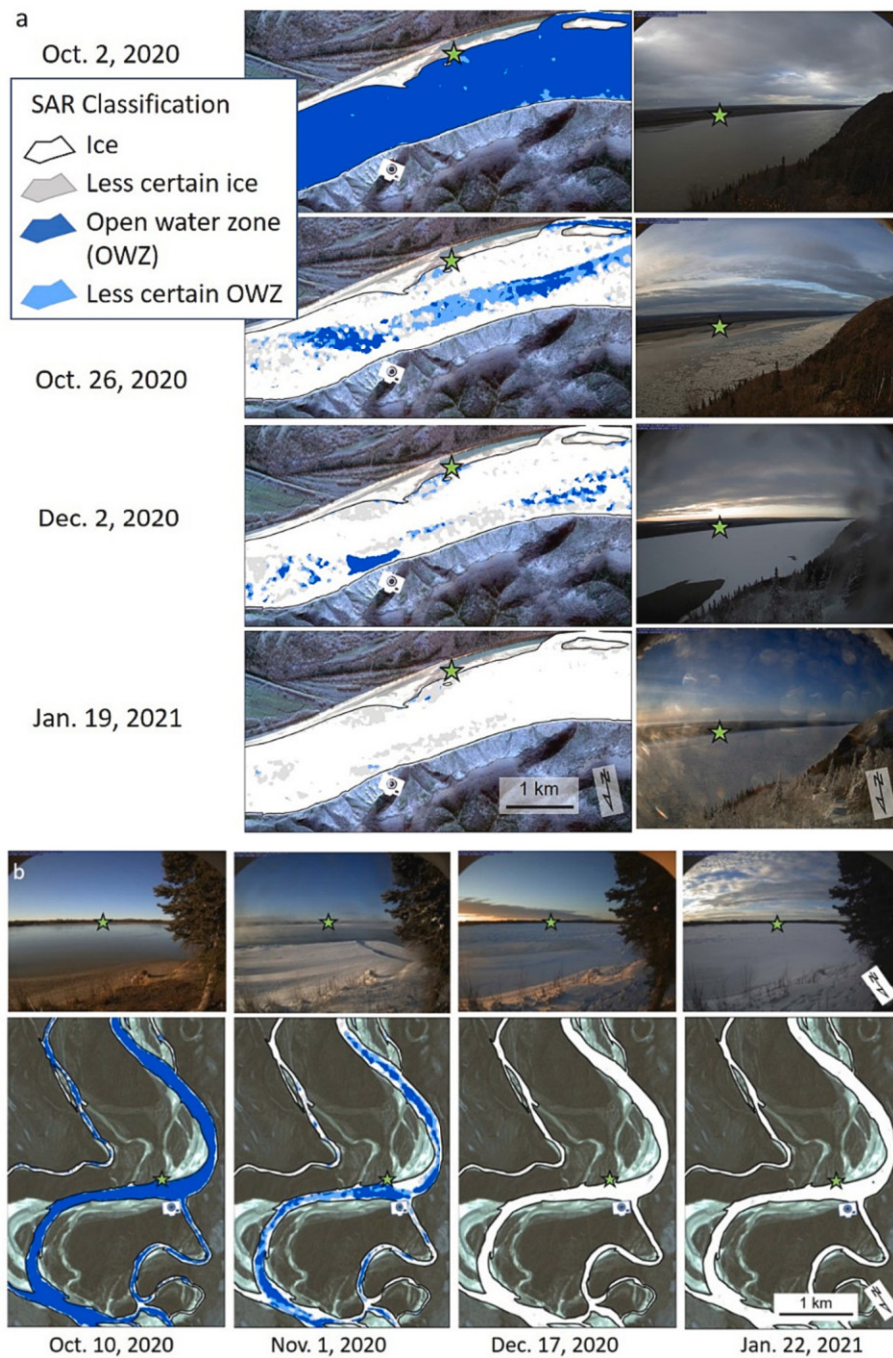 a
Oct. 2, 2020
SAR Classification
Ice
Less certain ice
Open water zone
(OWZ)
Less certain OWZ
Oct. 26, 2020
Dec. 2, 2020
Jan. 19, 2021
1 km
N
b
N
1 km
N
Oct. 10, 2020
Nov. 1, 2020
Dec. 17, 2020
Jan. 22, 2021